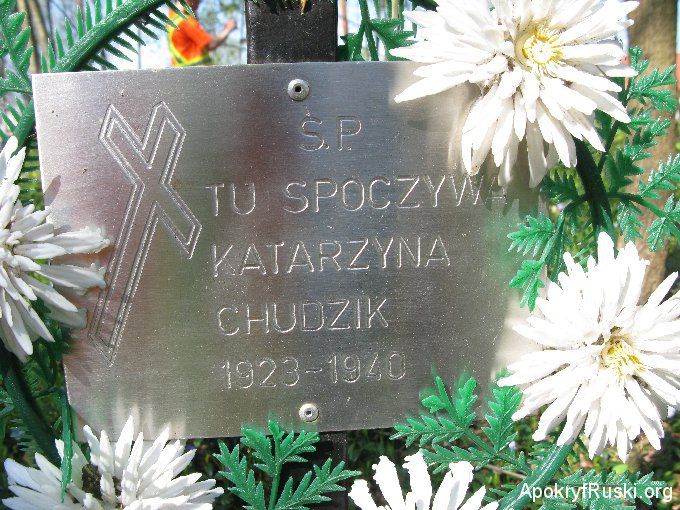 Ś.P.
TU SPOCZYWA
KATARZYNA
CHUDZIK
1923-1940
ApokryfRuski.org